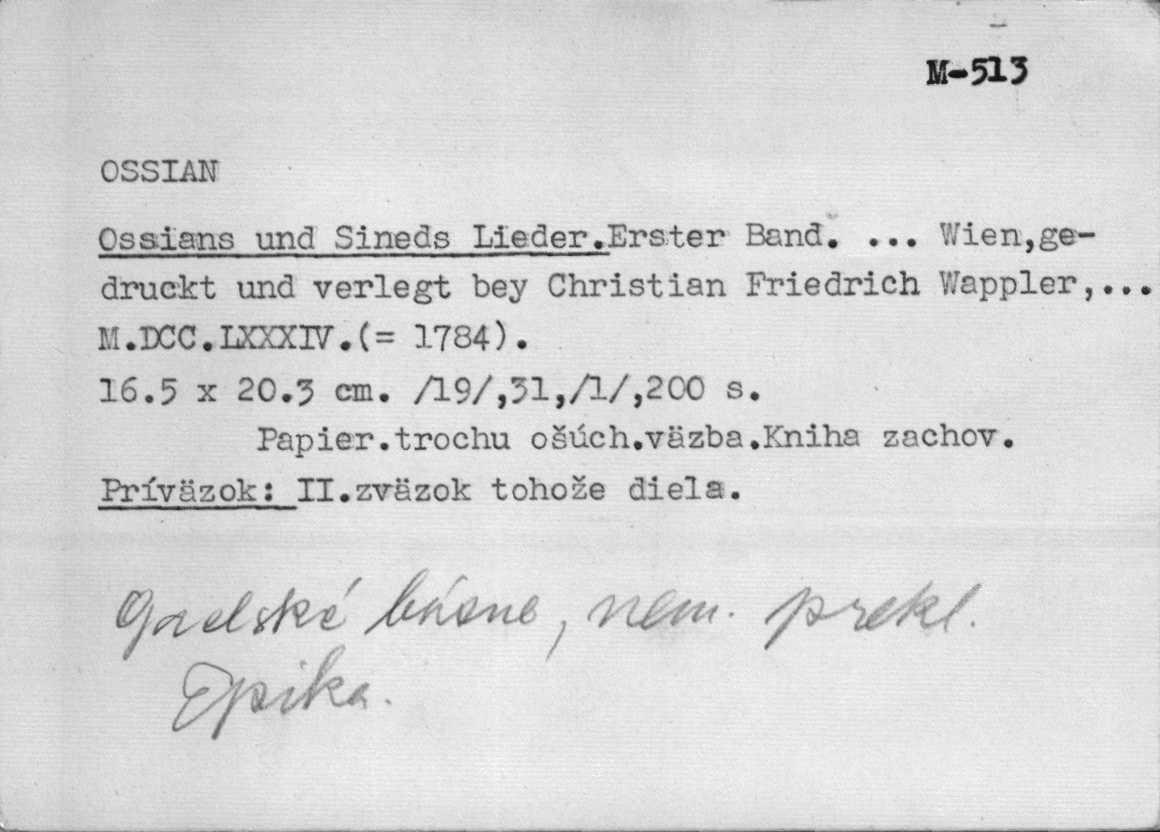 M-513
OSSIAN
Ossians und Sineds Lieder.Erster Band. ... Wien,ge-
druckt und verlegt bey Christian Friedrich Wappler,...
M.DCC.LXXXIV.(= 1784).
16.5 x 20.3 cm. /19/,31,/1/,200 s.
Papier.trochu ošúch.väzba.Kniha zachov.
Príväzok: II.zväzok tohože diela.
Gaelské básne, nem. prekl.
Epika.